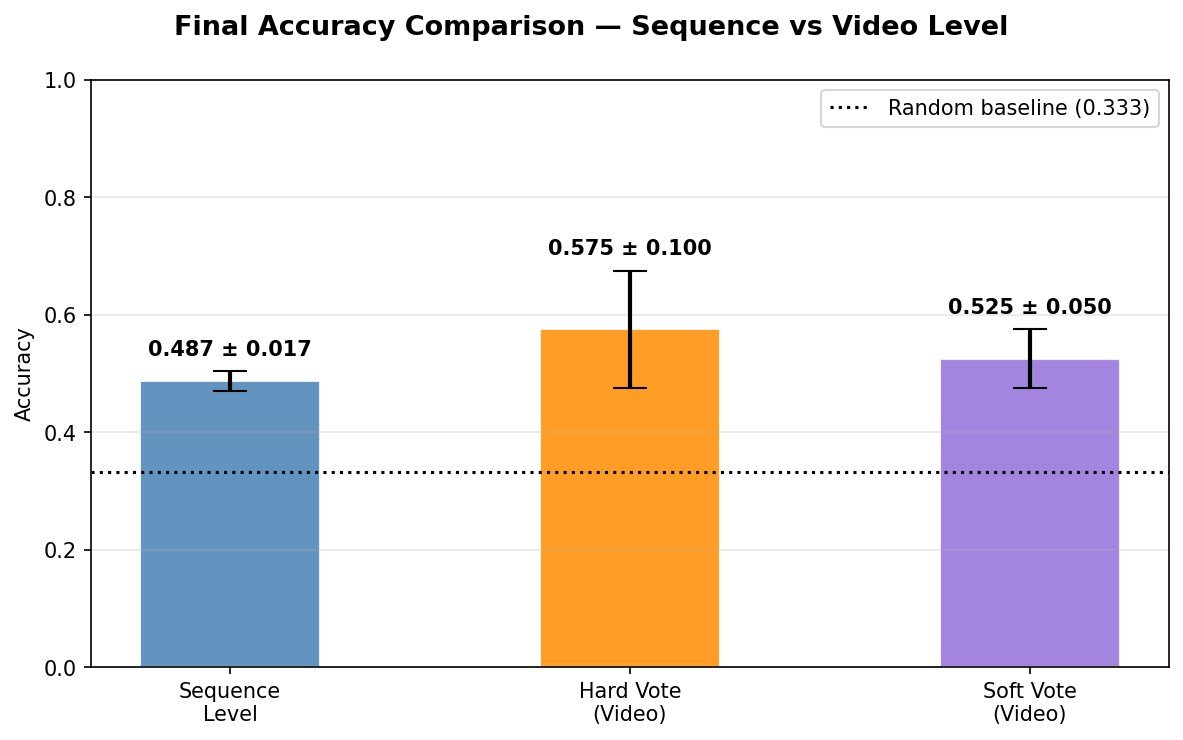 Final Accuracy Comparison — Sequence vs Video Level
1.0
Random baseline (0.333)
0.8
0.575 ± 0.100
0.6
0.525 ± 0.050
0.487 ± 0.017
Accuracy
0.4
0.2
0.0
Sequence
Level
Hard Vote
(Video)
Soft Vote
(Video)